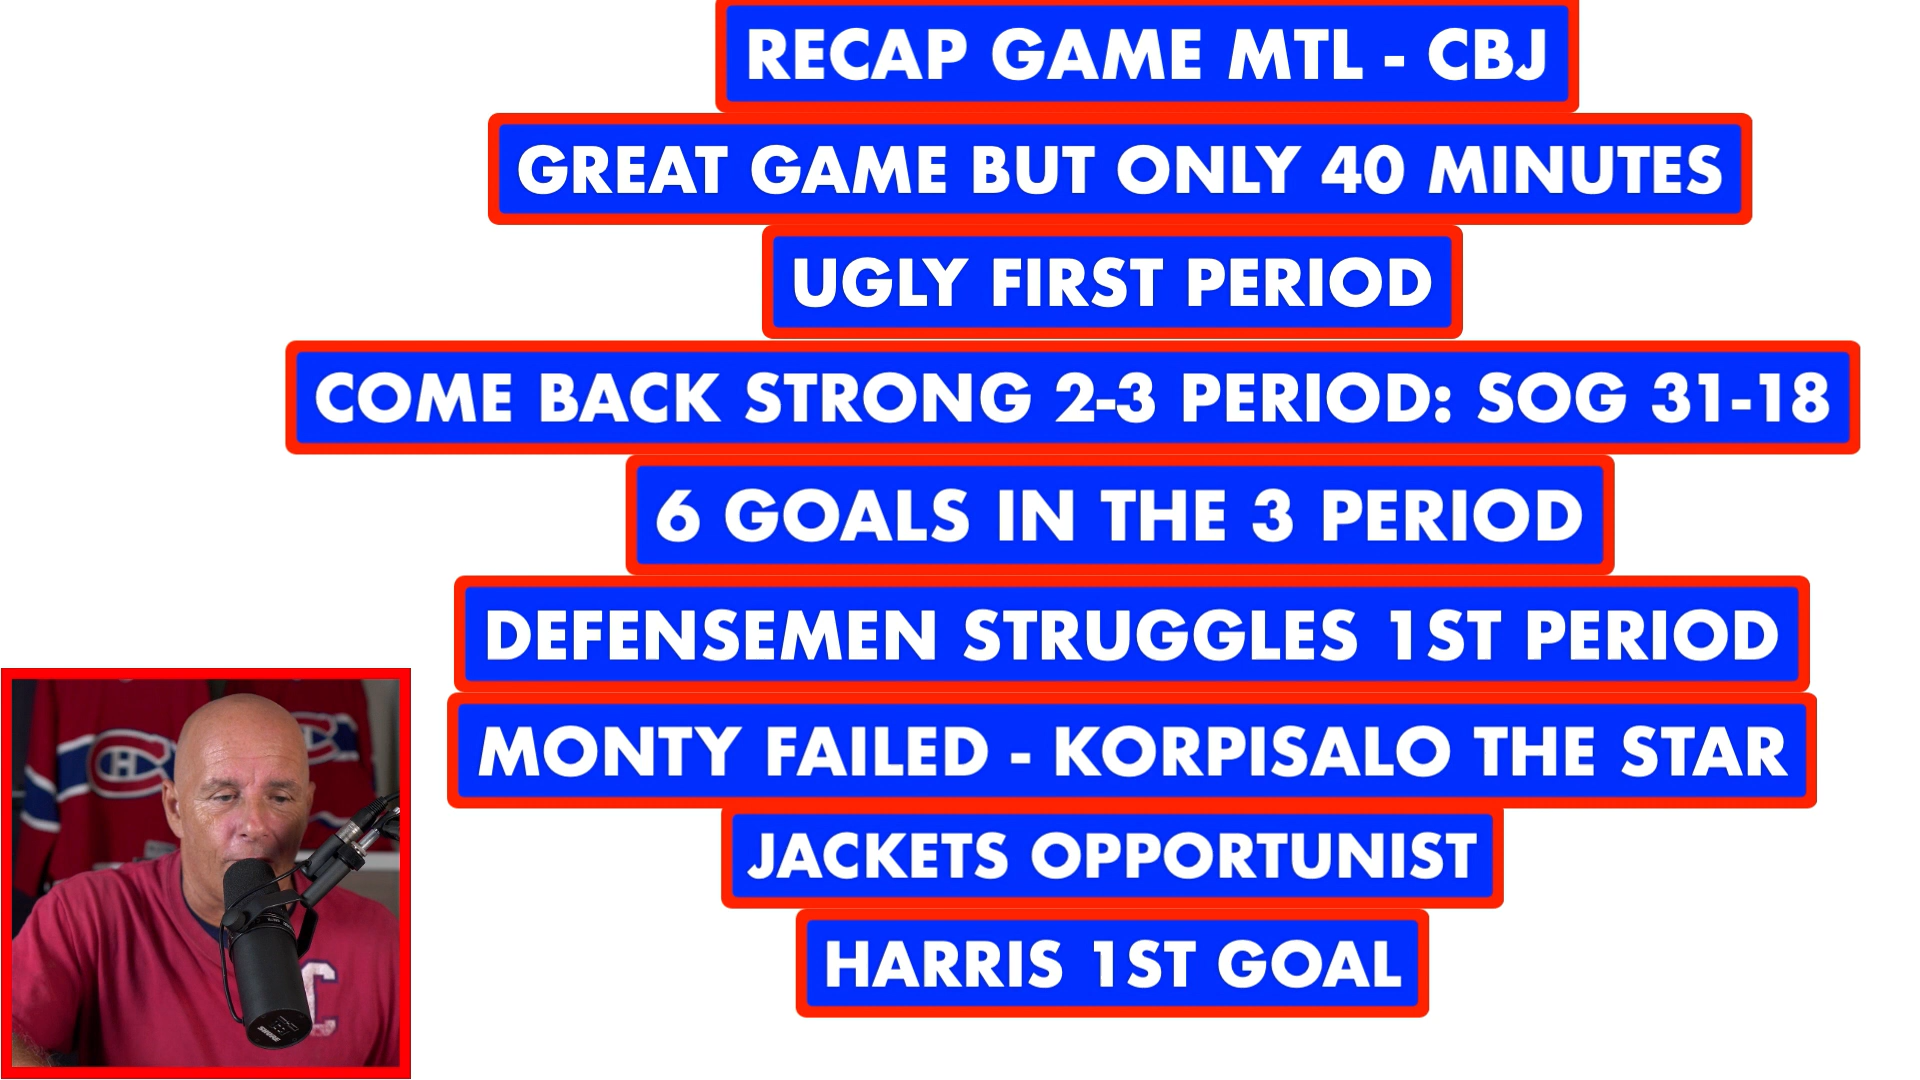 RECAP GAME MTL - CBJ
GREAT GAME BUT ONLY 40 MINUTES
UGLY FIRST PERIOD
COME BACK STRONG 2-3 PERIOD: SOG 31-18
6 GOALS IN THE 3 PERIOD
DEFENSEMEN STRUGGLES 1ST PERIOD
MONTY FAILED - KORPISALO THE STAR
JACKETS OPPORTUNIST
HARRIS 1ST GOAL